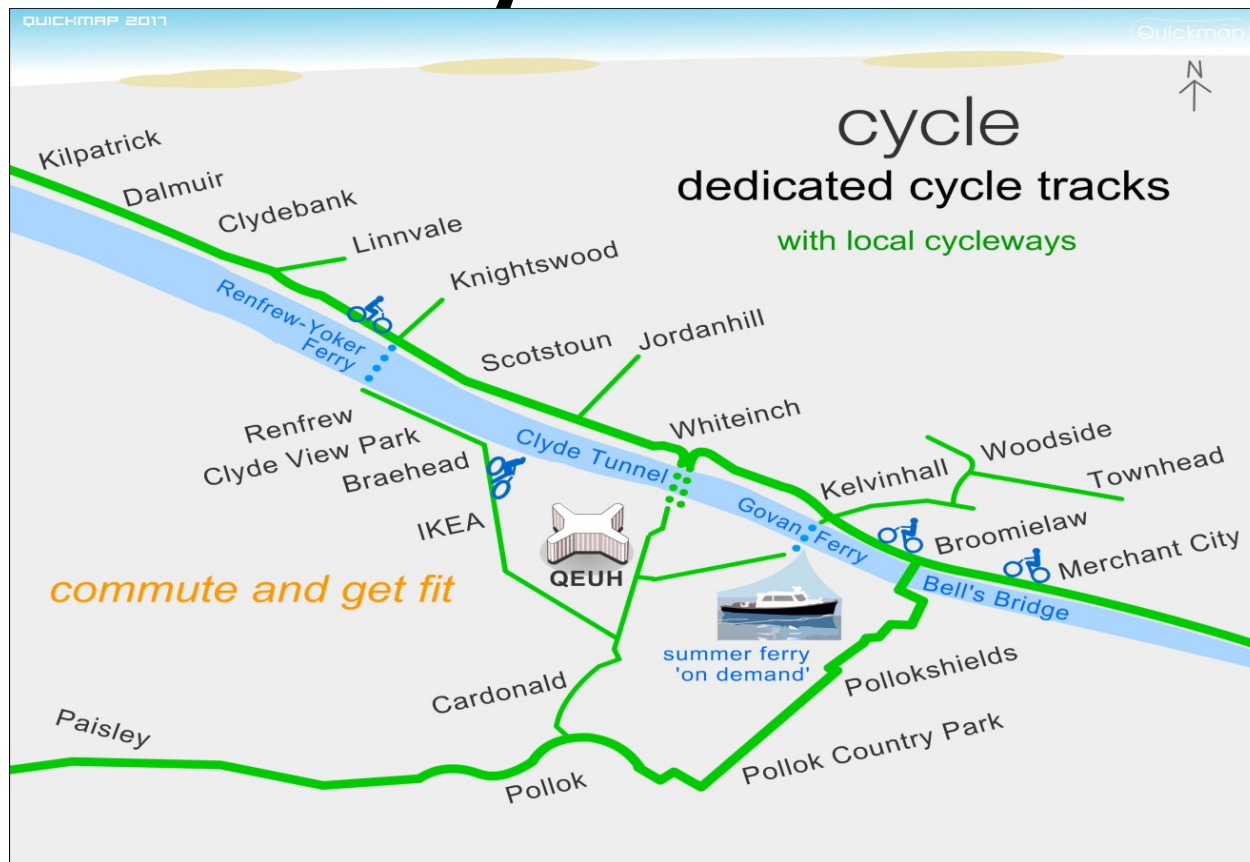 QUICKMAP 2017
Quickmap
N
cycle
dedicated cycle tracks
with local cycleways
Kilpatrick
Dalmuir
Clydebank
Linnvale
Knightswood
Renfrew-Yoker
Ferry
Scotstoun
Jordanhill
Renfrew
Clyde View Park
Braehead
IKEA
Clyde Tunnel
Whiteinch
QEUH
Govan Ferry
Kelvinhall
Woodside
Townhead
Broomielaw
Merchant City
Bell's Bridge
commute and get fit
summer ferry
'on demand'
Cardonald
Pollokshields
Paisley
Pollok
Pollok Country Park